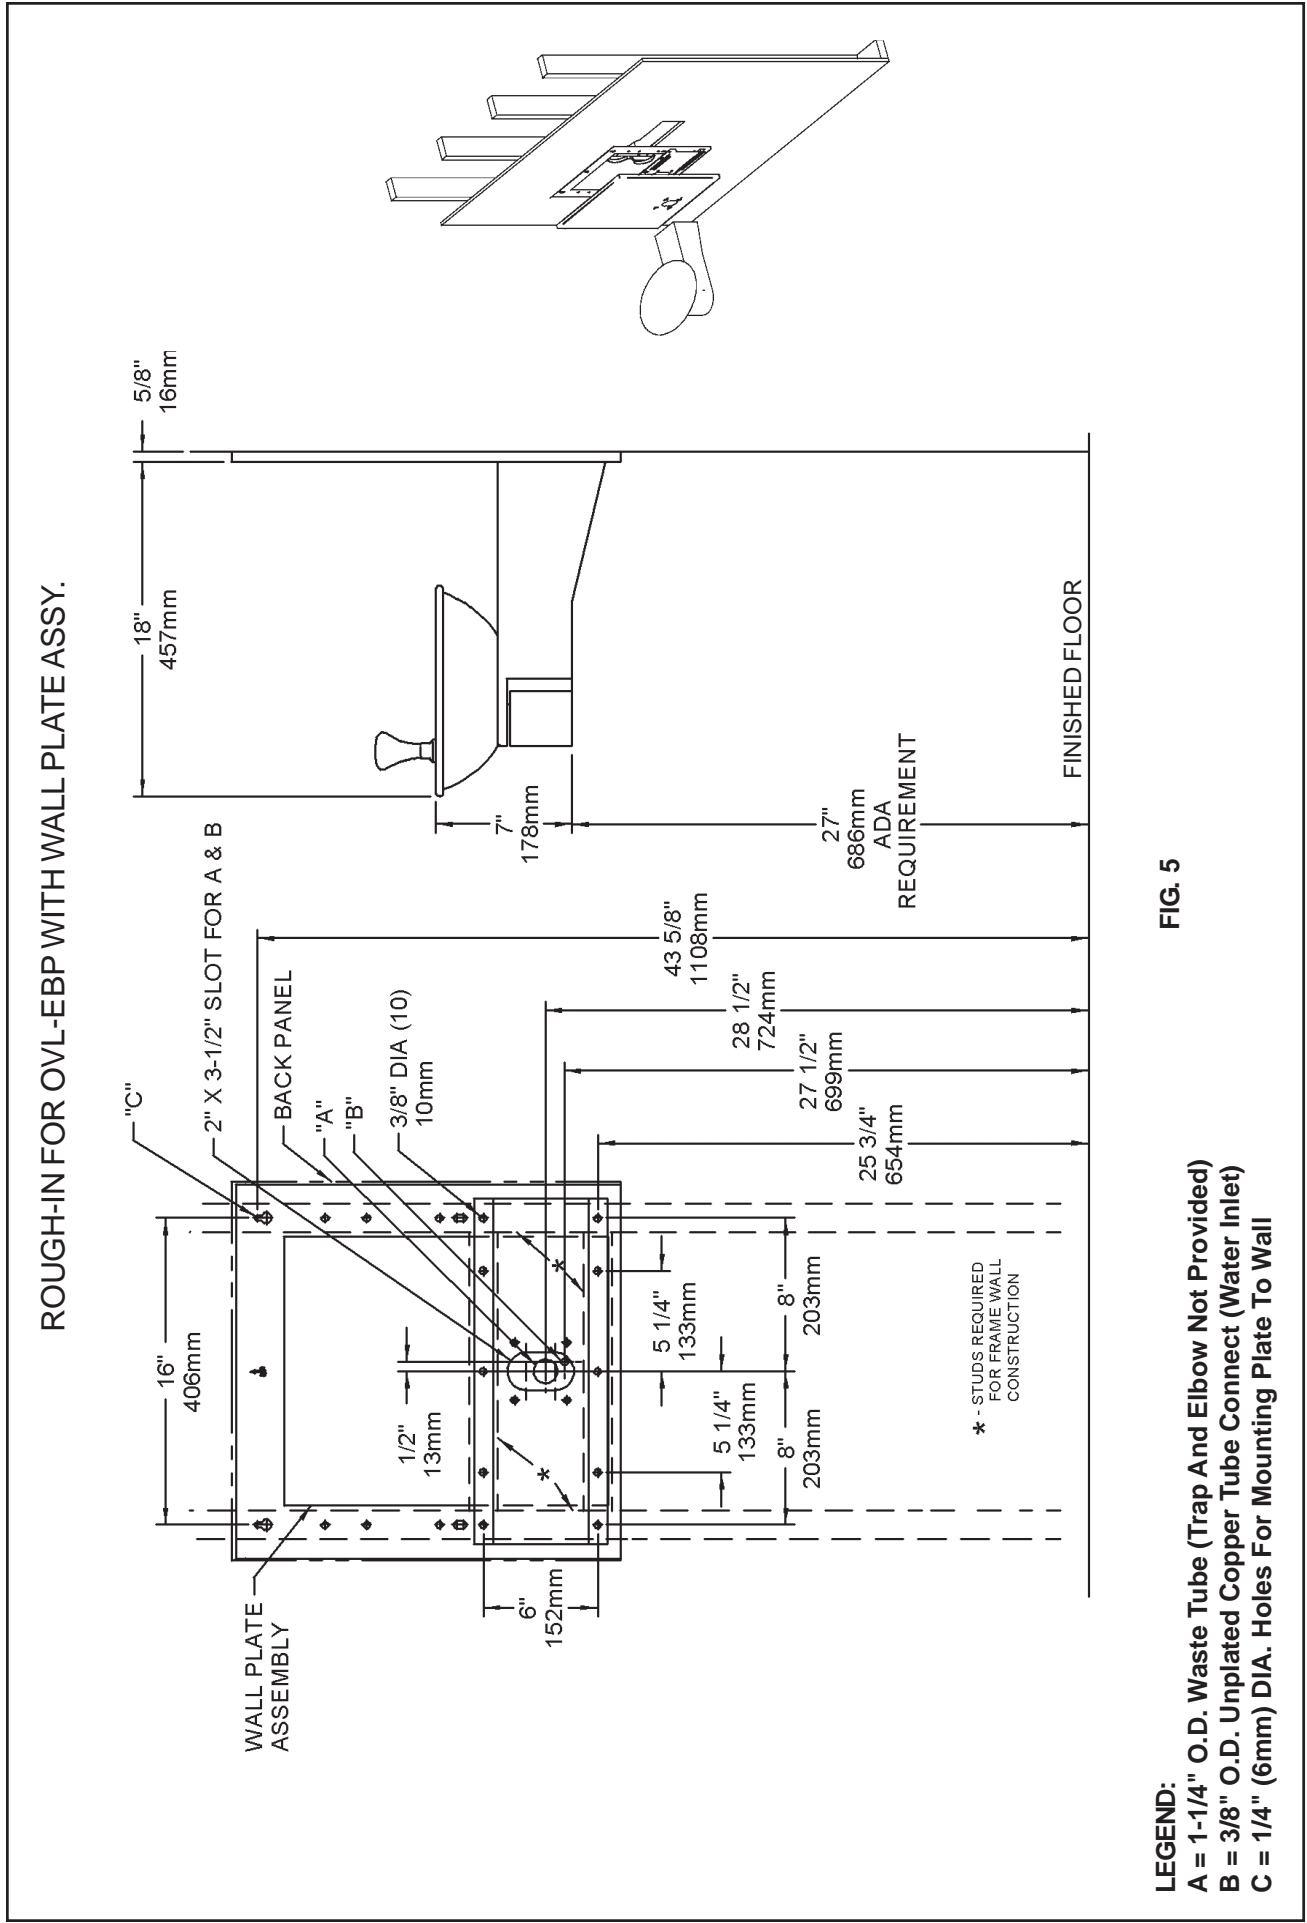 ROUGH-IN FOR OVL-EBP WITH WALL PLATE ASSY.
"C"
2" X 3-1/2" SLOT FOR A & B
BACK PANEL
"A"
"B"
3/8" DIA (10)
10mm
16"
406mm
WALL PLATE
ASSEMBLY
1/2"
13mm
6"
152mm
5 1/4"
133mm
5 1/4"
133mm
8"
203mm
8"
203mm
*
*
* - STUDS REQUIRED
FOR FRAME WALL
CONSTRUCTION
43 5/8"
1108mm
28 1/2"
724mm
27 1/2"
699mm
25 3/4"
654mm
18"
457mm
5/8"
16mm
7"
178mm
27"
686mm
ADA
REQUIREMENT
FINISHED FLOOR
FIG. 5
LEGEND:
A = 1-1/4" O.D. Waste Tube (Trap And Elbow Not Provided)
B = 3/8" O.D. Unplated Copper Tube Connect (Water Inlet)
C = 1/4" (6mm) DIA. Holes For Mounting Plate To Wall